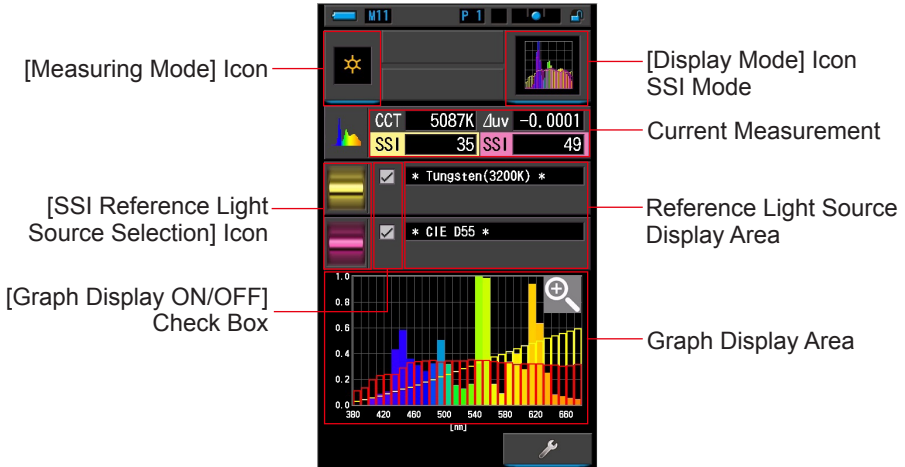 M11 P 1
[Measuring Mode] Icon
[Display Mode] Icon
SSI Mode
CCT 5087K ⊿uv -0.0001
SSI 35 SSI 49
Current Measurement
* Tungsten(3200K) *
[SSI Reference Light
Source Selection] Icon
Reference Light Source
Display Area
* CIE D55 *
[Graph Display ON/OFF]
Check Box
1.0
0.8
0.6
0.4
0.2
0.0
Graph Display Area
380 420 460 500 540 580 620 660
[nm]